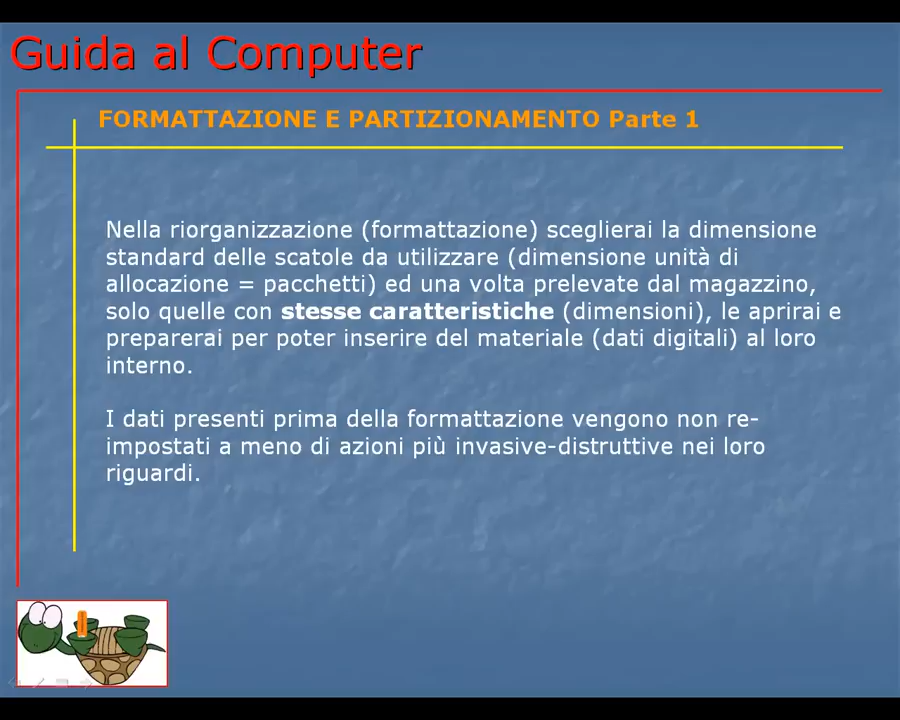 Guida al Computer
FORMATTAZIONE E PARTIZIONAMENTO Parte 1
Nella riorganizzazione (formattazione) sceglierai la dimensione
standard delle scatole da utilizzare (dimensione unità di
allocazione = pacchetti) ed una volta prelevate dal magazzino,
solo quelle con stesse caratteristiche (dimensioni), le aprirai e
preparerai per poter inserire del materiale (dati digitali) al loro
interno.
I dati presenti prima della formattazione vengono non re-
impostati a meno di azioni più invasive-distruttive nei loro
riguardi.